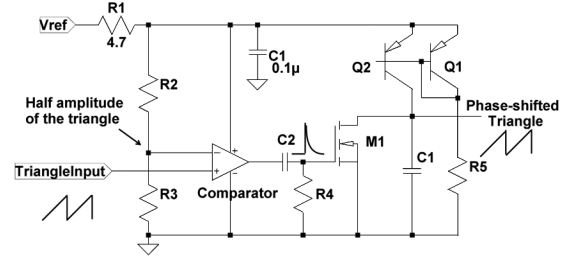 R1
Vref
4.7
C1
0.1µ
Q2
Q1
R2
Half amplitude
of the triangle
Phase-shifted
Triangle
C2
M1
TriangleInput
R3
Comparator
R4
C1
R5